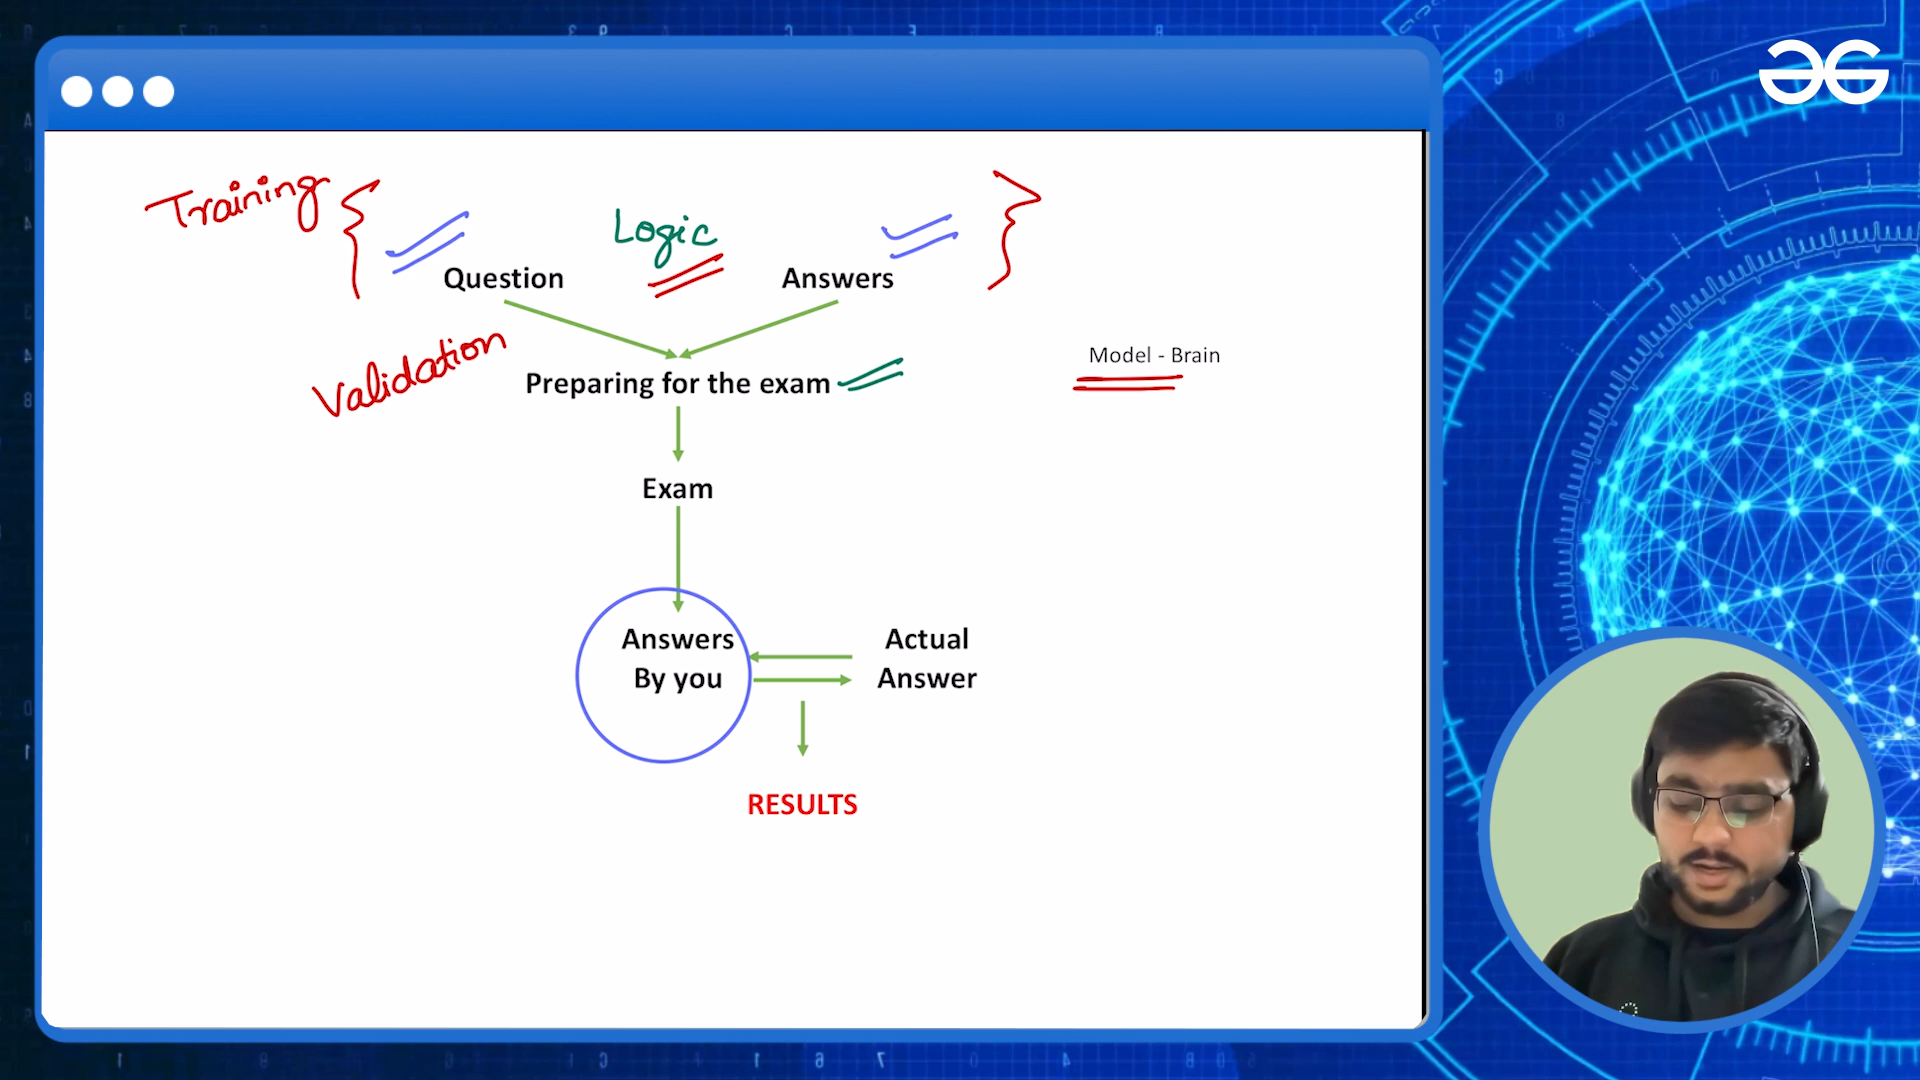 Training
Logic
Question
Answers
Validation
Preparing for the exam
Model - Brain
Exam
Answers
By you
Actual
Answer
RESULTS